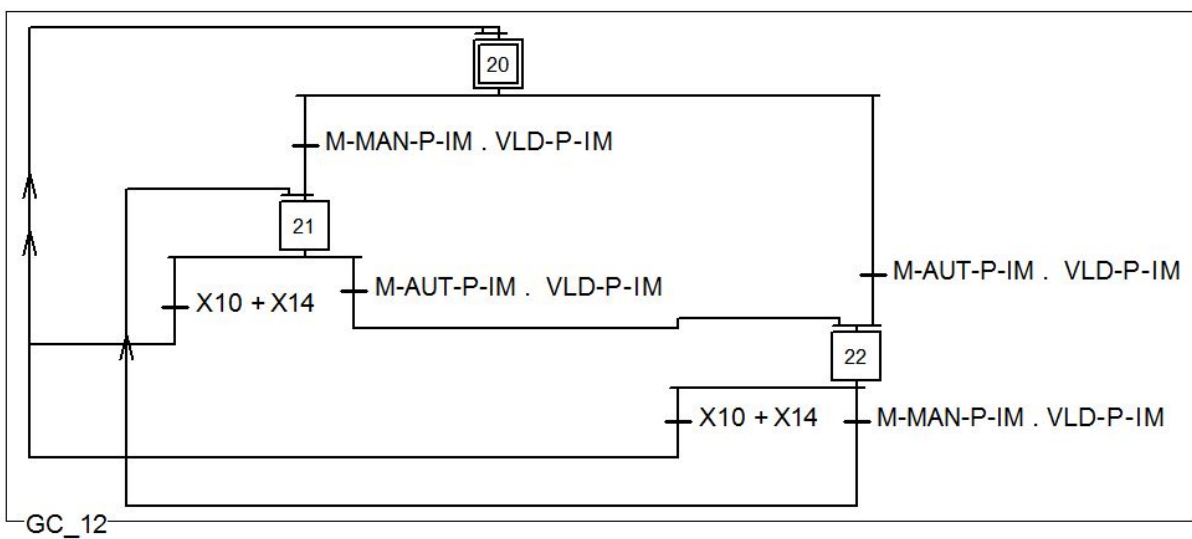 20
M-MAN-P-IM . VLD-P-IM
21
M-AUT-P-IM . VLD-P-IM
X10 + X14
M-AUT-P-IM . VLD-P-IM
22
X10 + X14
M-MAN-P-IM . VLD-P-IM
GC_12